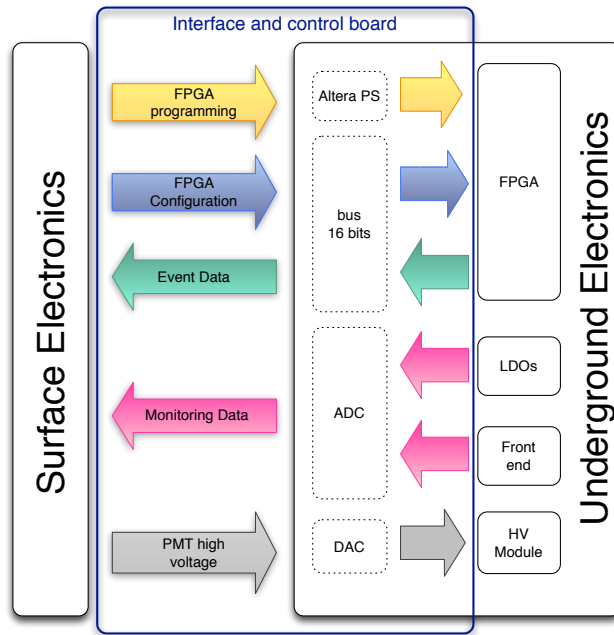 Interface and control board
Surface Electronics
Underground Electronics
FPGA
programming
Altera PS
FPGA
Configuration
bus
16 bits
FPGA
Event Data
LDOs
Monitoring Data
ADC
Front
end
PMT high
voltage
DAC
HV
Module